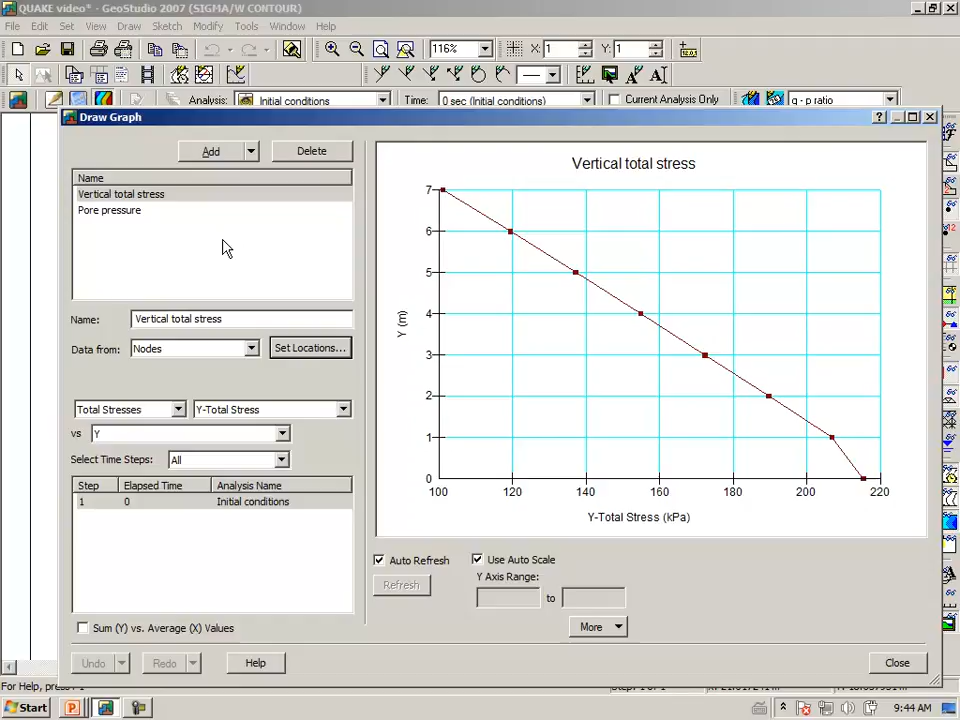 QUAKE video* - GeoStudio 2007 (SIGMA/W CONTOUR)
File Edit Set View Draw Sketch Modify Tools Window Help
116% X: 1 Y: 1
Analysis: Initial conditions Time: 0 sec (Initial conditions) Current Analysis Only q - p ratio
Draw Graph
Add Delete
Name
Vertical total stress
Pore pressure
Name: Vertical total stress
Data from: Nodes Set Locations...
Total Stresses Y-Total Stress
vs Y
Select Time Steps: All
Step Elapsed Time Analysis Name
1 0 Initial conditions
Sum (Y) vs. Average (X) Values
Undo Redo Help
Vertical total stress
7
6
5
4
3
2
1
0
Y (m)
100 120 140 160 180 200 220
Y-Total Stress (kPa)
Auto Refresh Use Auto Scale
Refresh
Y Axis Range:
to
More
Close
For Help, press
Start 9:44 AM